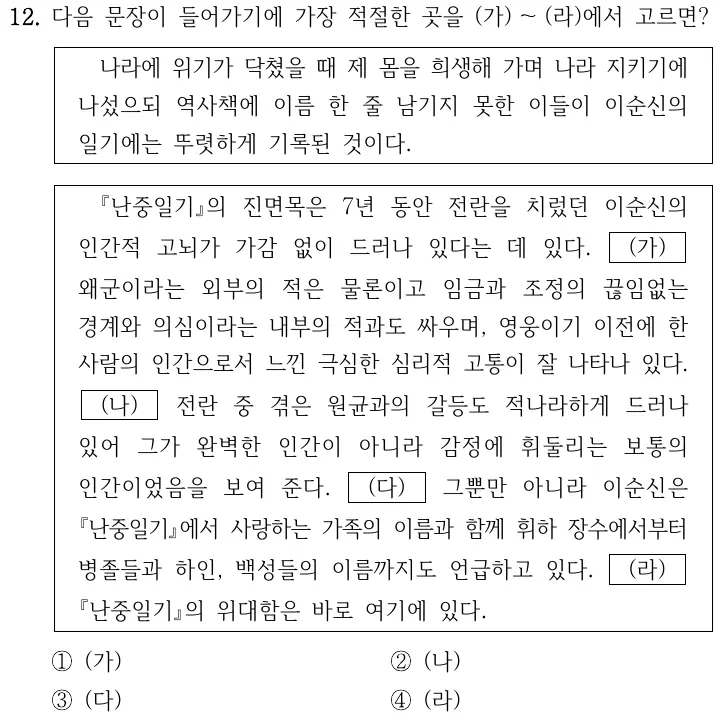 12. 다음 문장이 들어가기에 가장 적절한 곳을 (가) ~ (라)에서 고르면?
나라에 위기가 닥쳤을 때 제 몸을 희생해 가며 나라 지키기에
나섰으되 역사책에 이름 한 줄 남기지 못한 이들이 이순신의
일기에는 뚜렷하게 기록된 것이다.
『난중일기』의 진면목은 7년 동안 전란을 치렀던 이순신의
인간적 고뇌가 가감 없이 드러나 있다는 데 있다. (가)
왜군이라는 외부의 적은 물론이고 임금과 조정의 끊임없는
경계와 의심이라는 내부의 적과도 싸우며, 영웅이기 이전에 한
사람의 인간으로서 느낀 극심한 심리적 고통이 잘 나타나 있다.
(나) 전란 중 겪은 원균과의 갈등도 적나라하게 드러나
있어 그가 완벽한 인간이 아니라 감정에 휘둘리는 보통의
인간이었음을 보여 준다. (다) 그뿐만 아니라 이순신은
『난중일기』에서 사랑하는 가족의 이름과 함께 휘하 장수에서부터
병졸들과 하인, 백성들의 이름까지도 언급하고 있다. (라)
『난중일기』의 위대함은 바로 여기에 있다.
① (가) ② (나)
③ (다) ④ (라)